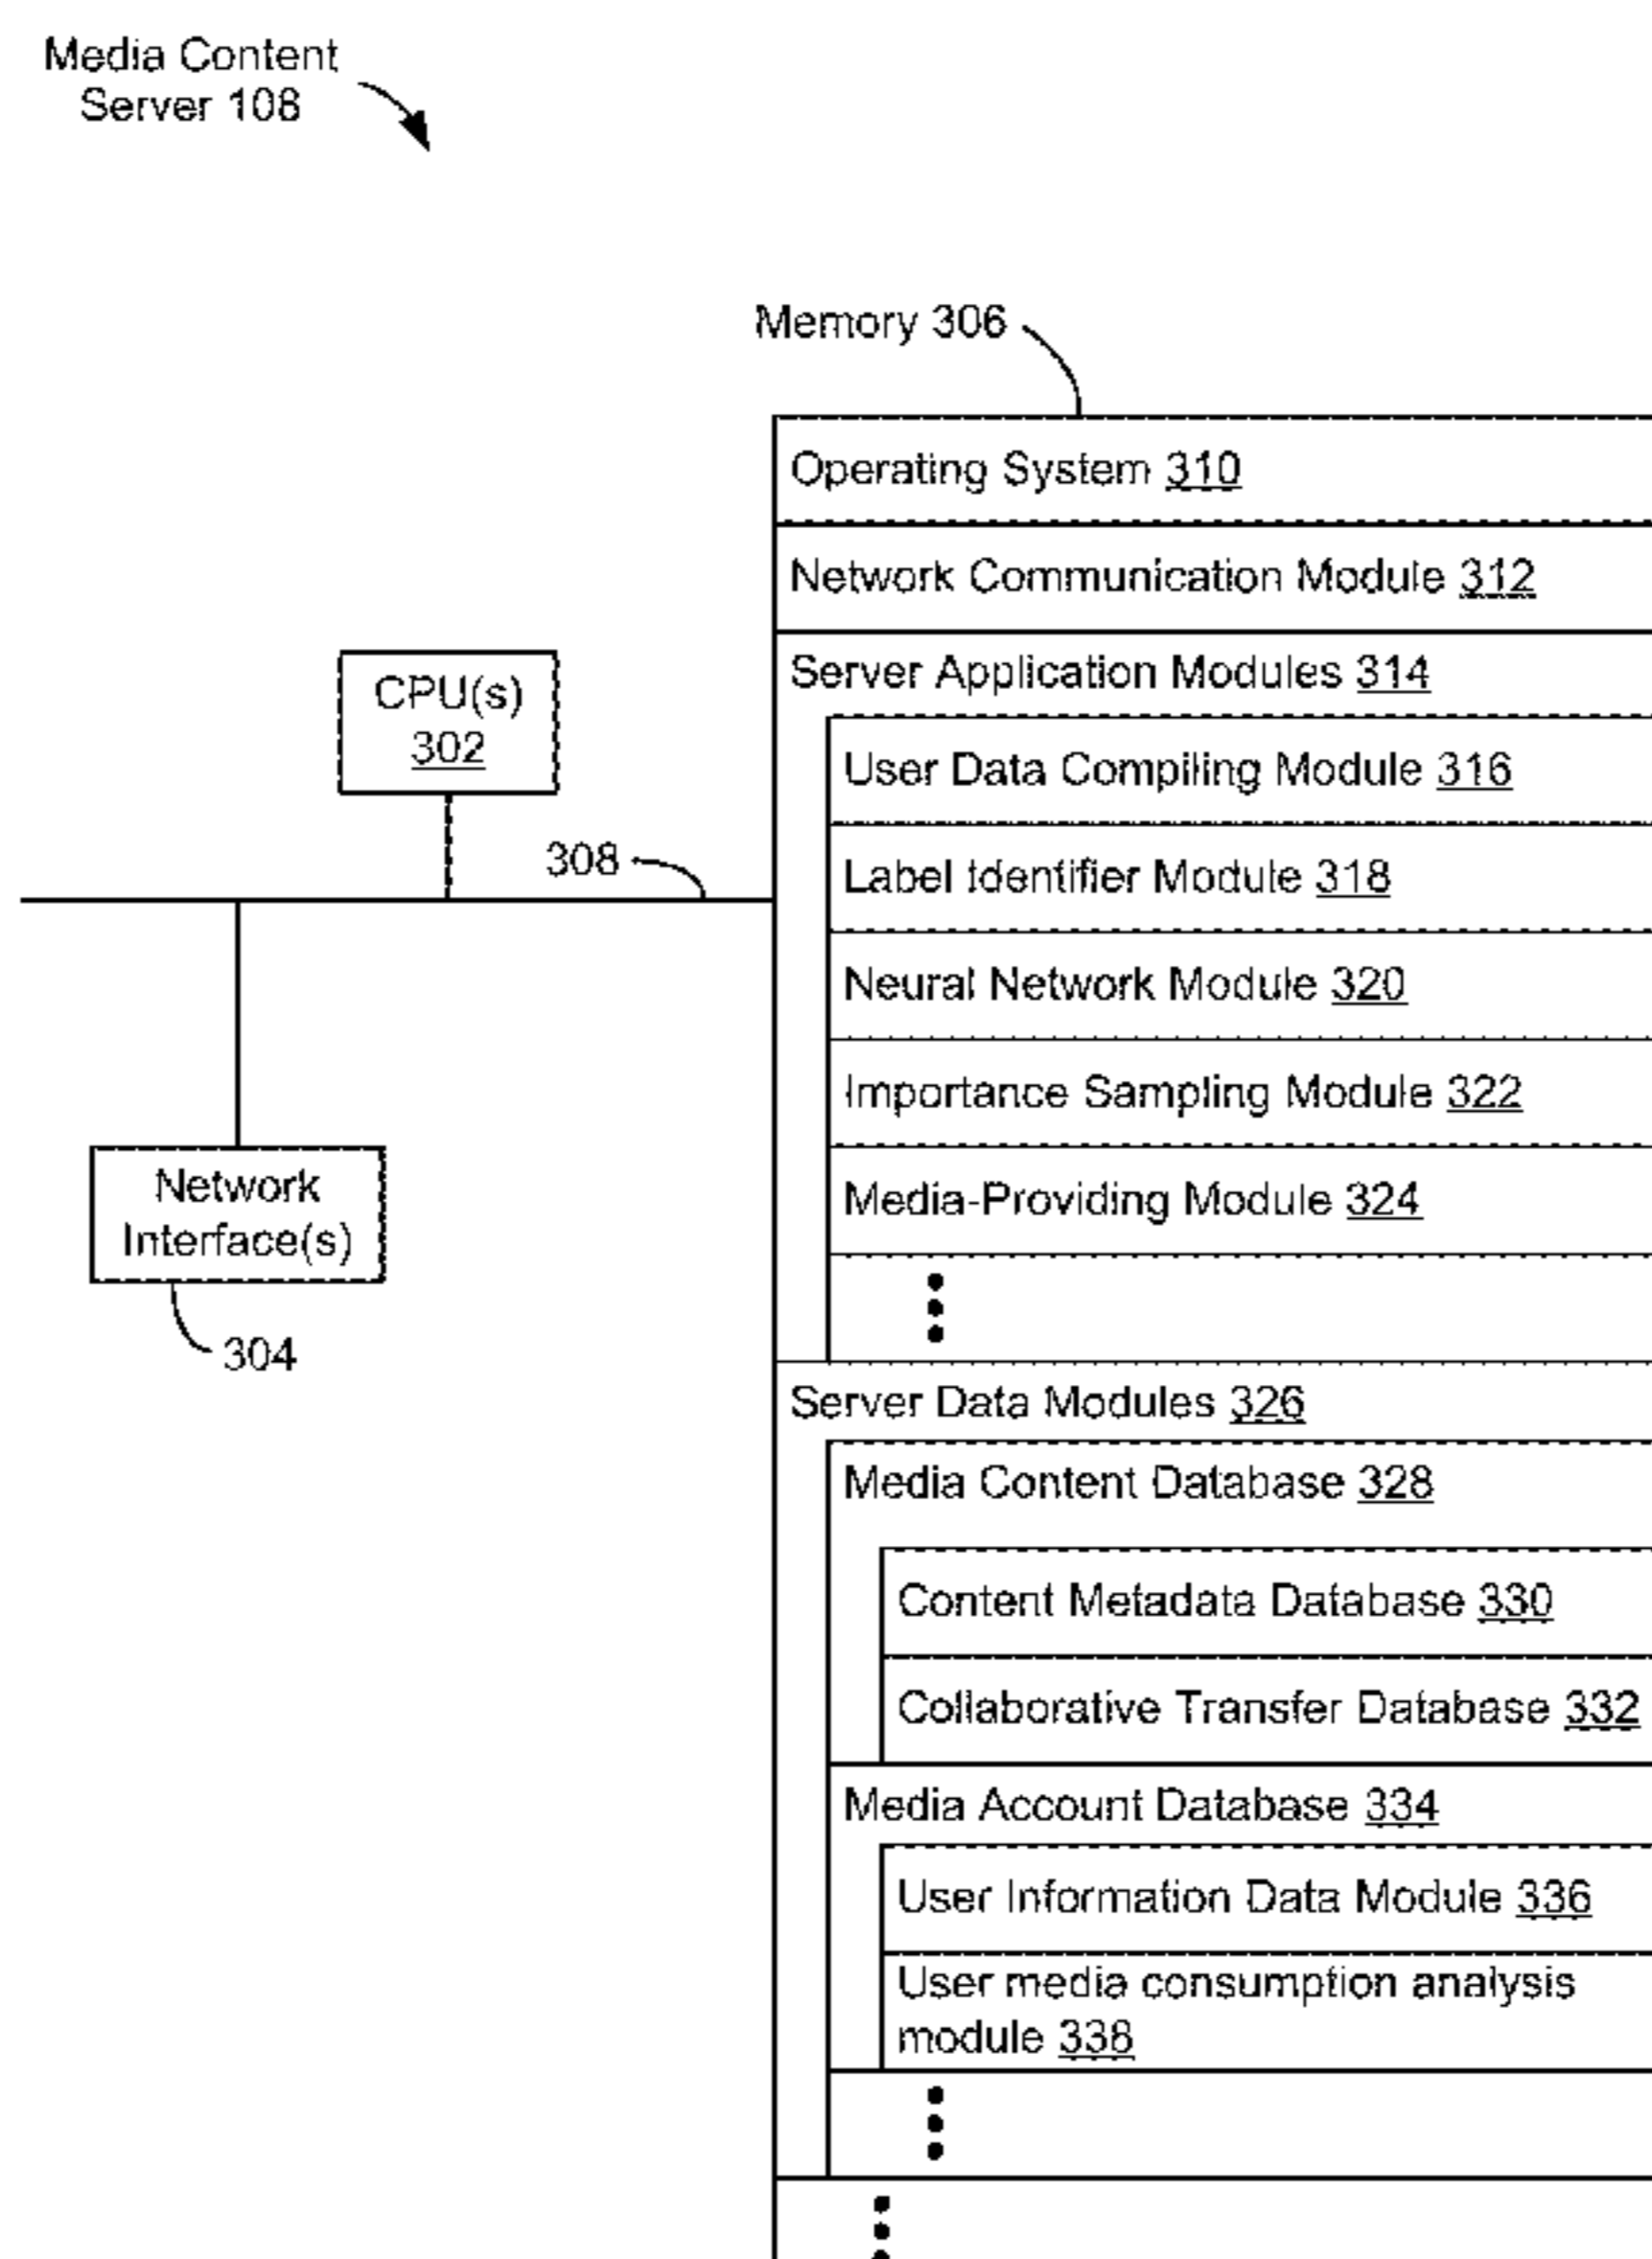 Media Content
Server 108
Memory 306
Operating System 310
Network Communication Module 312
Server Application Modules 314
CPU(s)
302
User Data Compiling Module 316
308
Label Identifier Module 318
Neural Network Module 320
Importance Sampling Module 322
Network
Interface(s)
304
Media-Providing Module 324
Server Data Modules 326
Media Content Database 328
Content Metadata Database 330
Collaborative Transfer Database 332
Media Account Database 334
User Information Data Module 336
User media consumption analysis
module 338